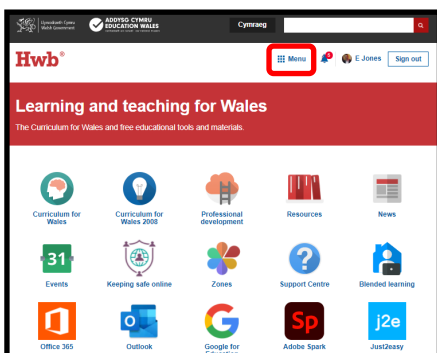 Llywodraeth Cymru
Welsh Government
ADDYSG CYMRU
EDUCATION WALES
Cymraeg
Hwb®
Menu
E Jones
Sign out
Learning and teaching for Wales
The Curriculum for Wales and free educational tools and materials.
Curriculum for Wales
Curriculum for Wales 2008
Professional development
Resources
News
31
Events
Keeping safe online
Zones
?
Support Centre
Blended learning
Office 365
Outlook
Google for Education
Sp
Adobe Spark
j2e
Just2easy